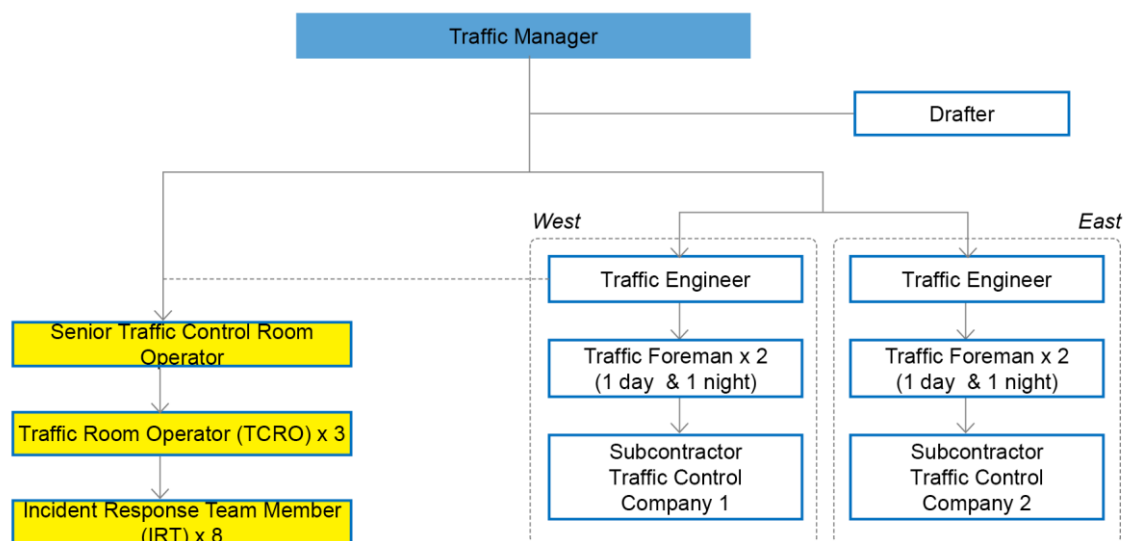 Traffic Manager
Drafter
West
East
Traffic Engineer
Traffic Engineer
Senior Traffic Control Room
Operator
Traffic Foreman x 2
(1 day & 1 night)
Traffic Foreman x 2
(1 day & 1 night)
Traffic Room Operator (TCRO) x 3
Subcontractor
Traffic Control
Company 1
Subcontractor
Traffic Control
Company 2
Incident Response Team Member
(IRT) x 8